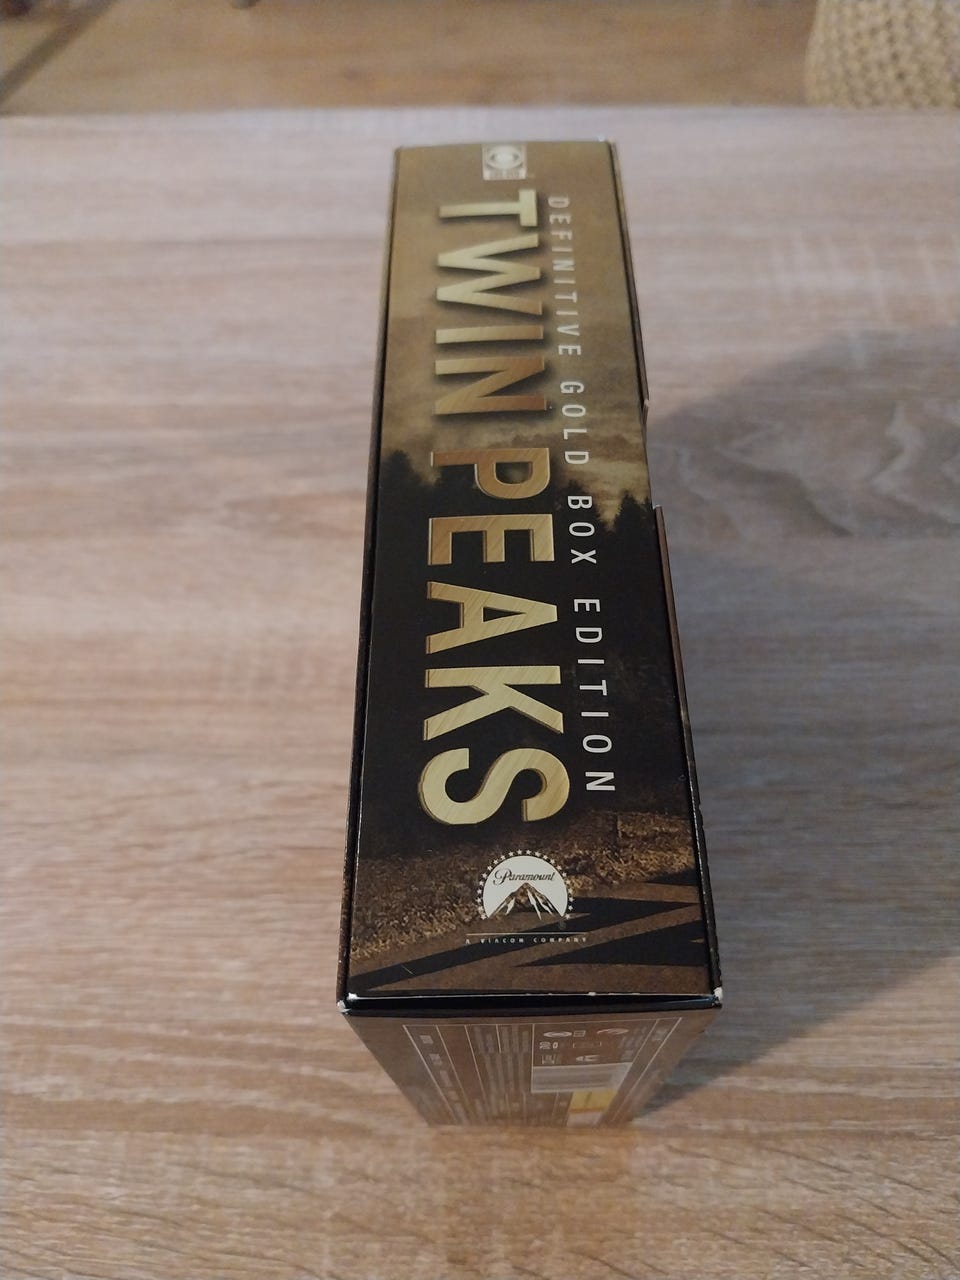 DEFINITIVE GOLD BOX EDITION
TWIN PEAKS
Paramount
A VIACOM COMPANY